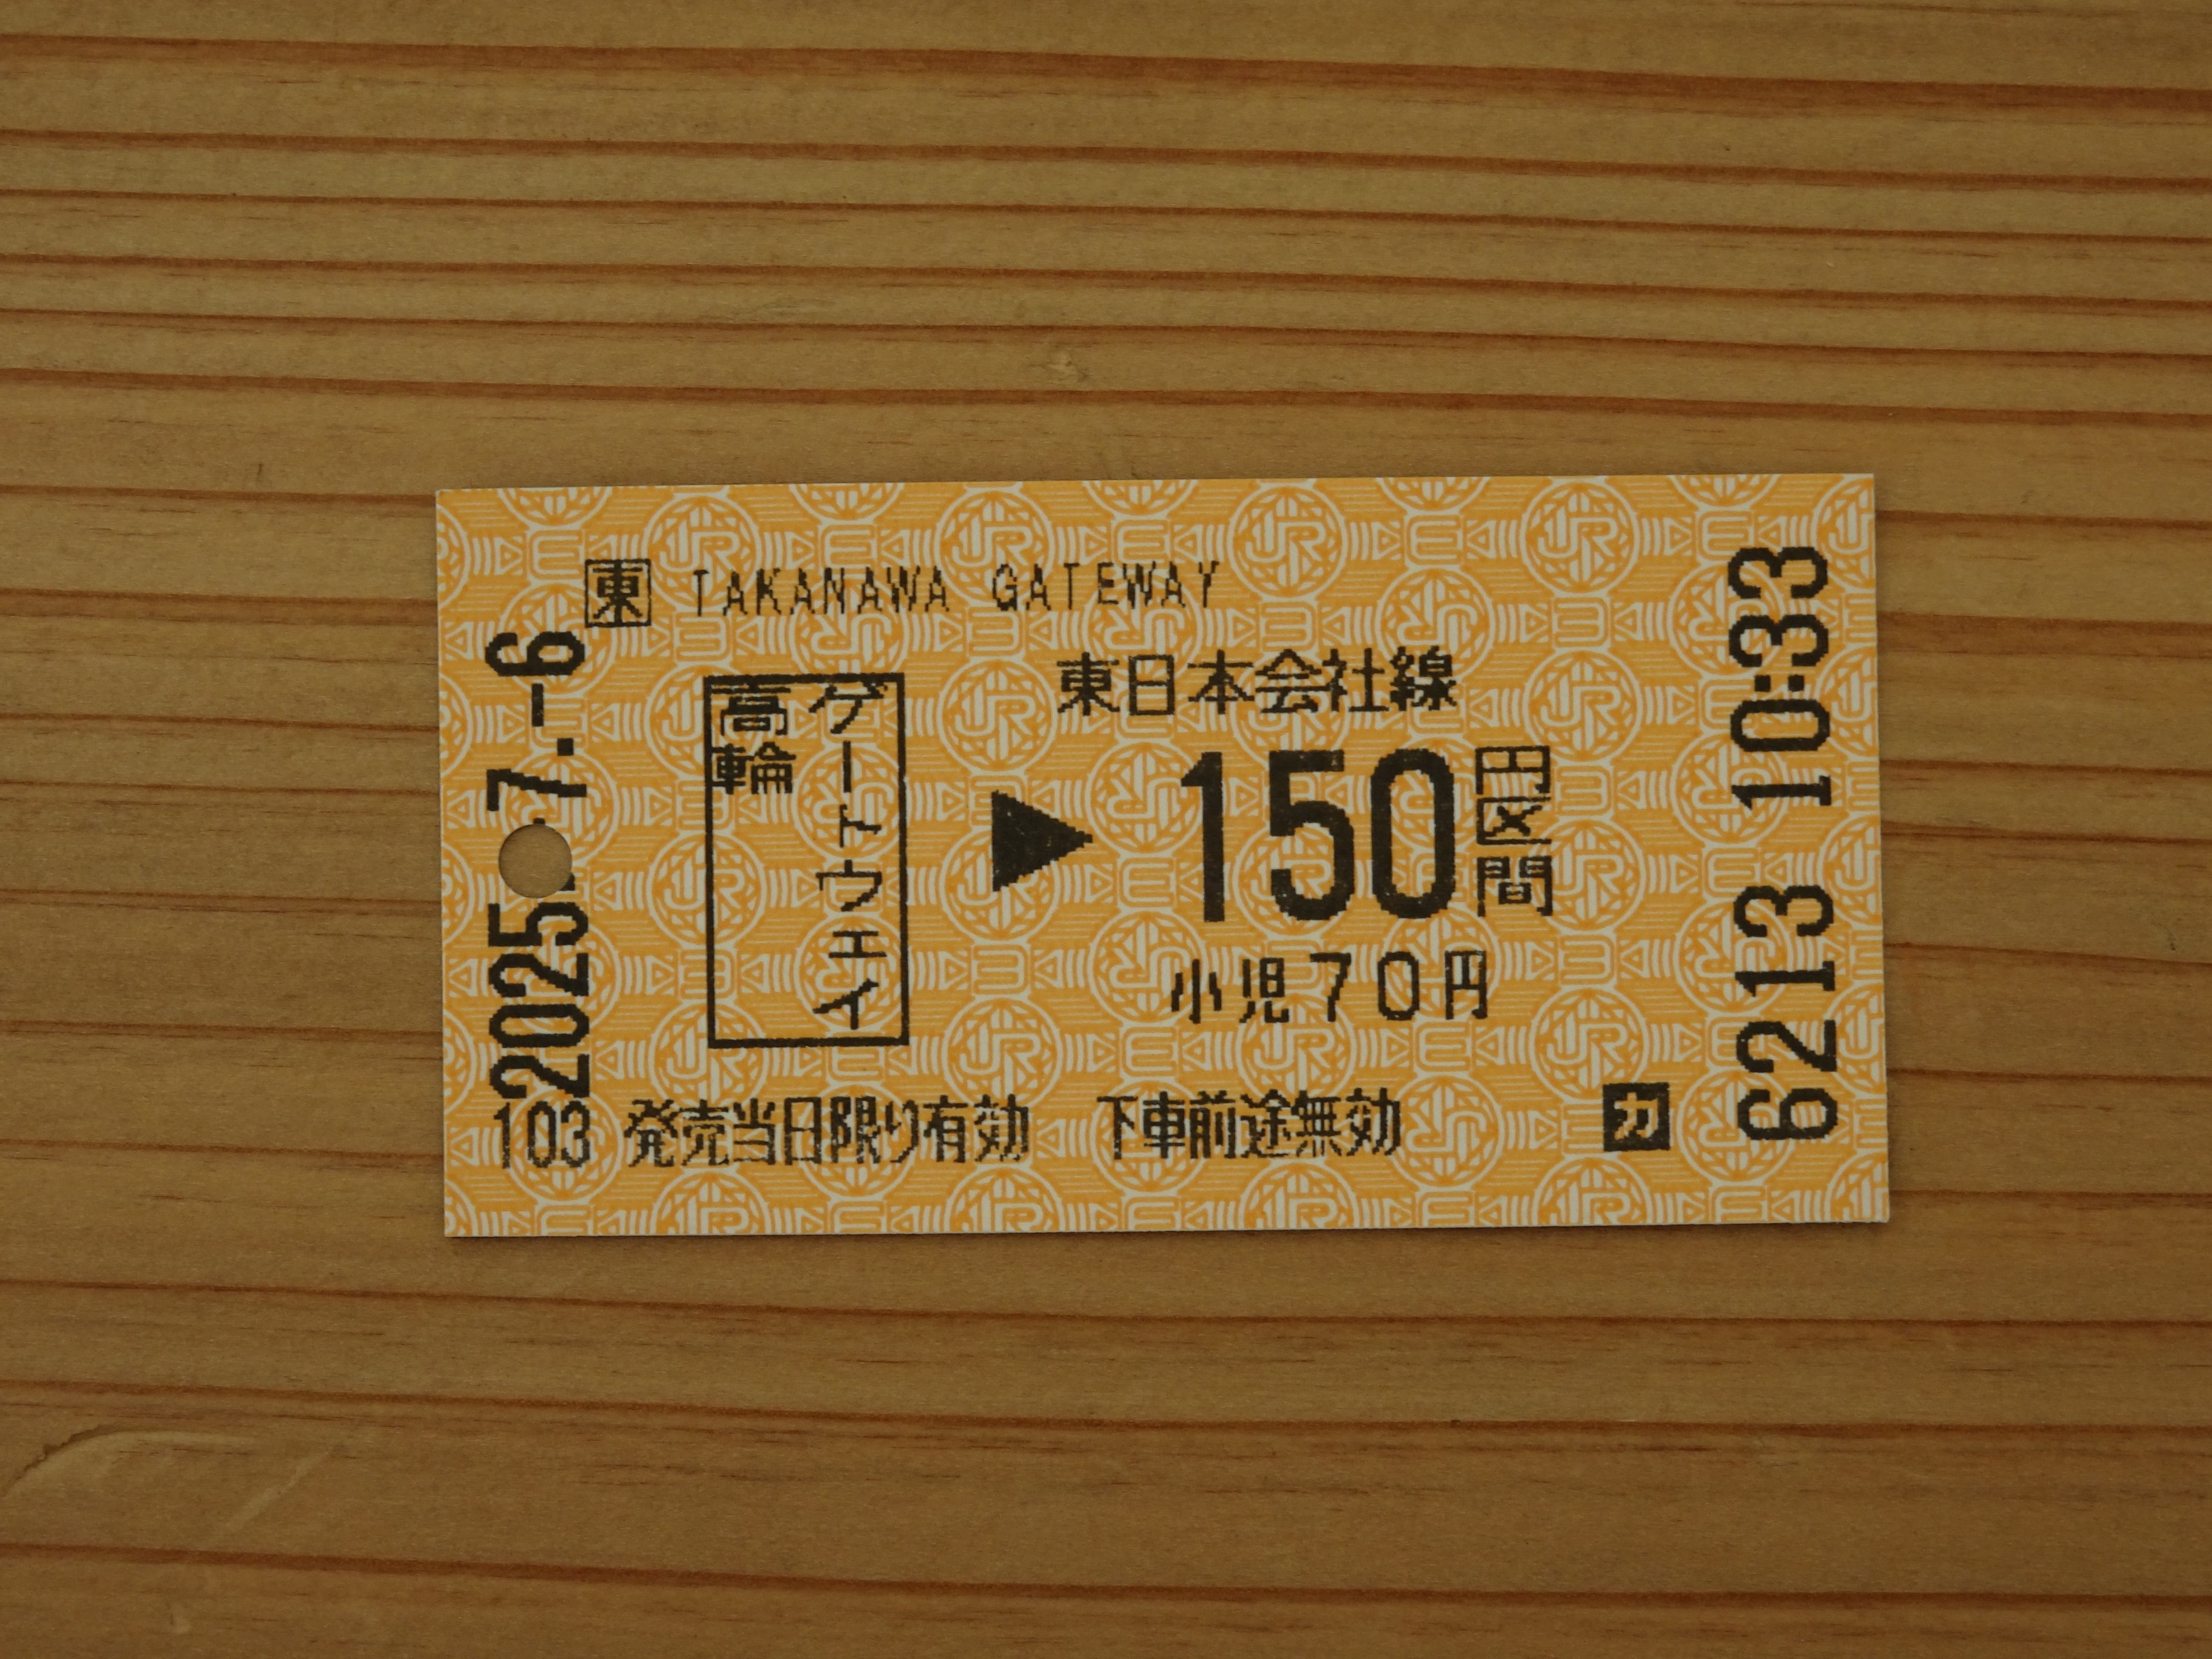 東 TAKANAWA GATEWAY
2025.7.-6
高輪
ゲートウェイ
東日本会社線
▶ 150円区間
小児70円
103 発売当日限り有効 下車前途無効
カ
6213 10:33